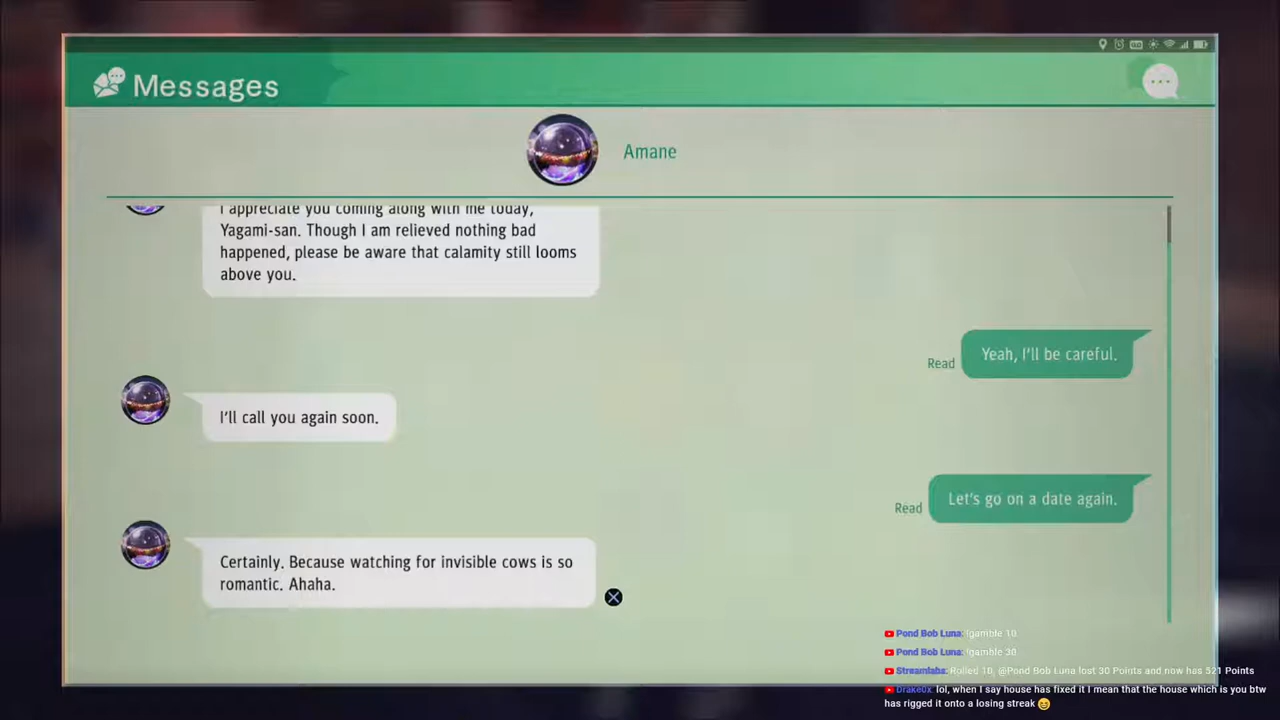 Messages
Amane
I appreciate you coming along with me today,
Yagami-san. Though I am relieved nothing bad
happened, please be aware that calamity still looms
above you.
Yeah, I'll be careful.
Read
I'll call you again soon.
Let's go on a date again.
Read
Certainly. Because watching for invisible cows is so
romantic. Ahaha.
Pond Bob Luna: !gamble 10
Pond Bob Luna: !gamble 30
Streamlabs: Rolled 10, @Pond Bob Luna lost 30 Points and now has 521 Points
Drake0x: lol, when I say house has fixed it I mean that the house which is you btw
has rigged it onto a losing streak 😄